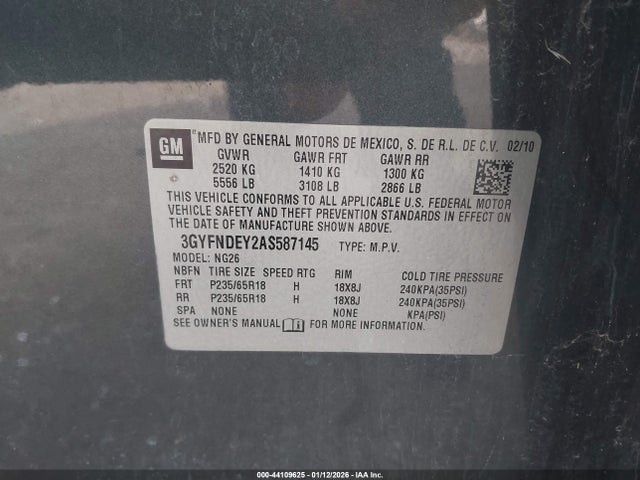 GM MFD BY GENERAL MOTORS DE MEXICO, S. DE R.L. DE C.V. 02/10
GVWR GAWR FRT GAWR RR
2520 KG 1410 KG 1300 KG
5556 LB 3108 LB 2866 LB
THIS VEHICLE CONFORMS TO ALL APPLICABLE U.S. FEDERAL MOTOR
VEHICLE SAFETY AND THEFT PREVENTION STANDARDS IN EFFECT ON
THE DATE OF MANUFACTURE SHOWN ABOVE.
3GYFNDEY2AS587145 TYPE: M.P.V.
MODEL: NG26
NBFN TIRE SIZE SPEED RTG RIM COLD TIRE PRESSURE
FRT P235/65R18 H 18X8J 240KPA(35PSI)
RR P235/65R18 H 18X8J 240KPA(35PSI)
SPA NONE NONE KPA(PSI)
SEE OWNER'S MANUAL FOR MORE INFORMATION.
000-44109625 - 01/12/2026 - IAA Inc.